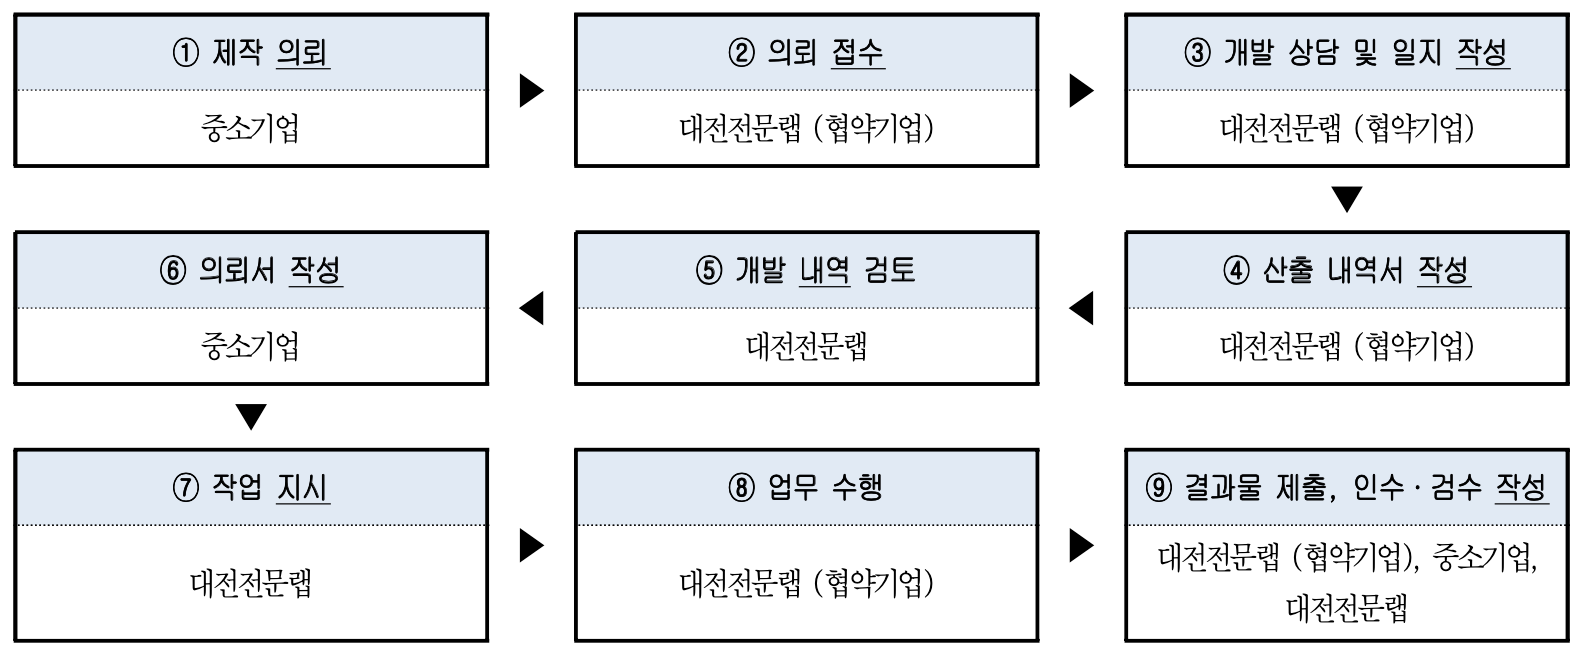 ① 제작 의뢰
중소기업
② 의뢰 접수
대전전문랩 (협약기업)
③ 개발 상담 및 일지 작성
대전전문랩 (협약기업)
④ 산출 내역서 작성
대전전문랩 (협약기업)
⑤ 개발 내역 검토
대전전문랩
⑥ 의뢰서 작성
중소기업
⑦ 작업 지시
대전전문랩
⑧ 업무 수행
대전전문랩 (협약기업)
⑨ 결과물 제출, 인수·검수 작성
대전전문랩 (협약기업), 중소기업,
대전전문랩